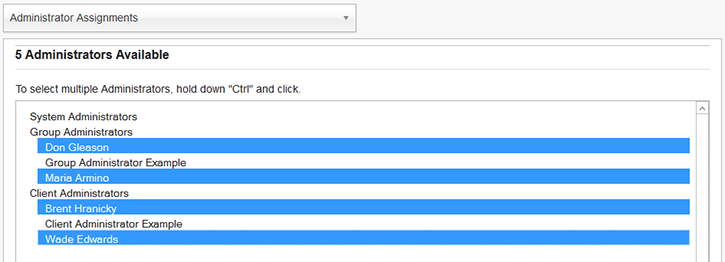 Administrator Assignments
5 Administrators Available
To select multiple Administrators, hold down "Ctrl" and click.
System Administrators
Group Administrators
Don Gleason
Group Administrator Example
Maria Armino
Client Administrators
Brent Hranicky
Client Administrator Example
Wade Edwards